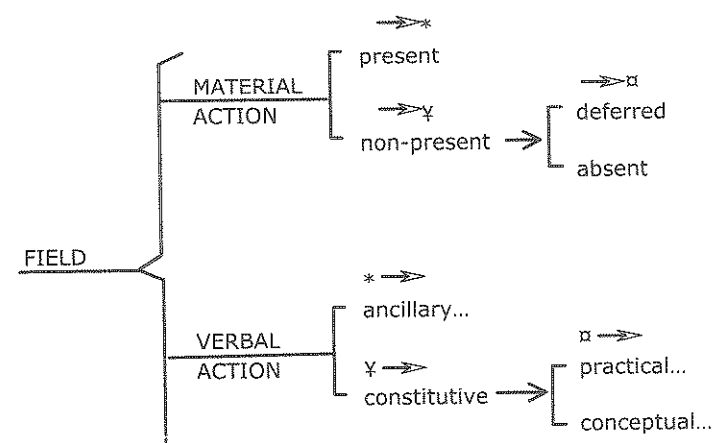 *
present
MATERIAL
ACTION
¥
non-present
¤
deferred
absent
FIELD
*
ancillary...
VERBAL
ACTION
¥
constitutive
¤
practical...
conceptual...